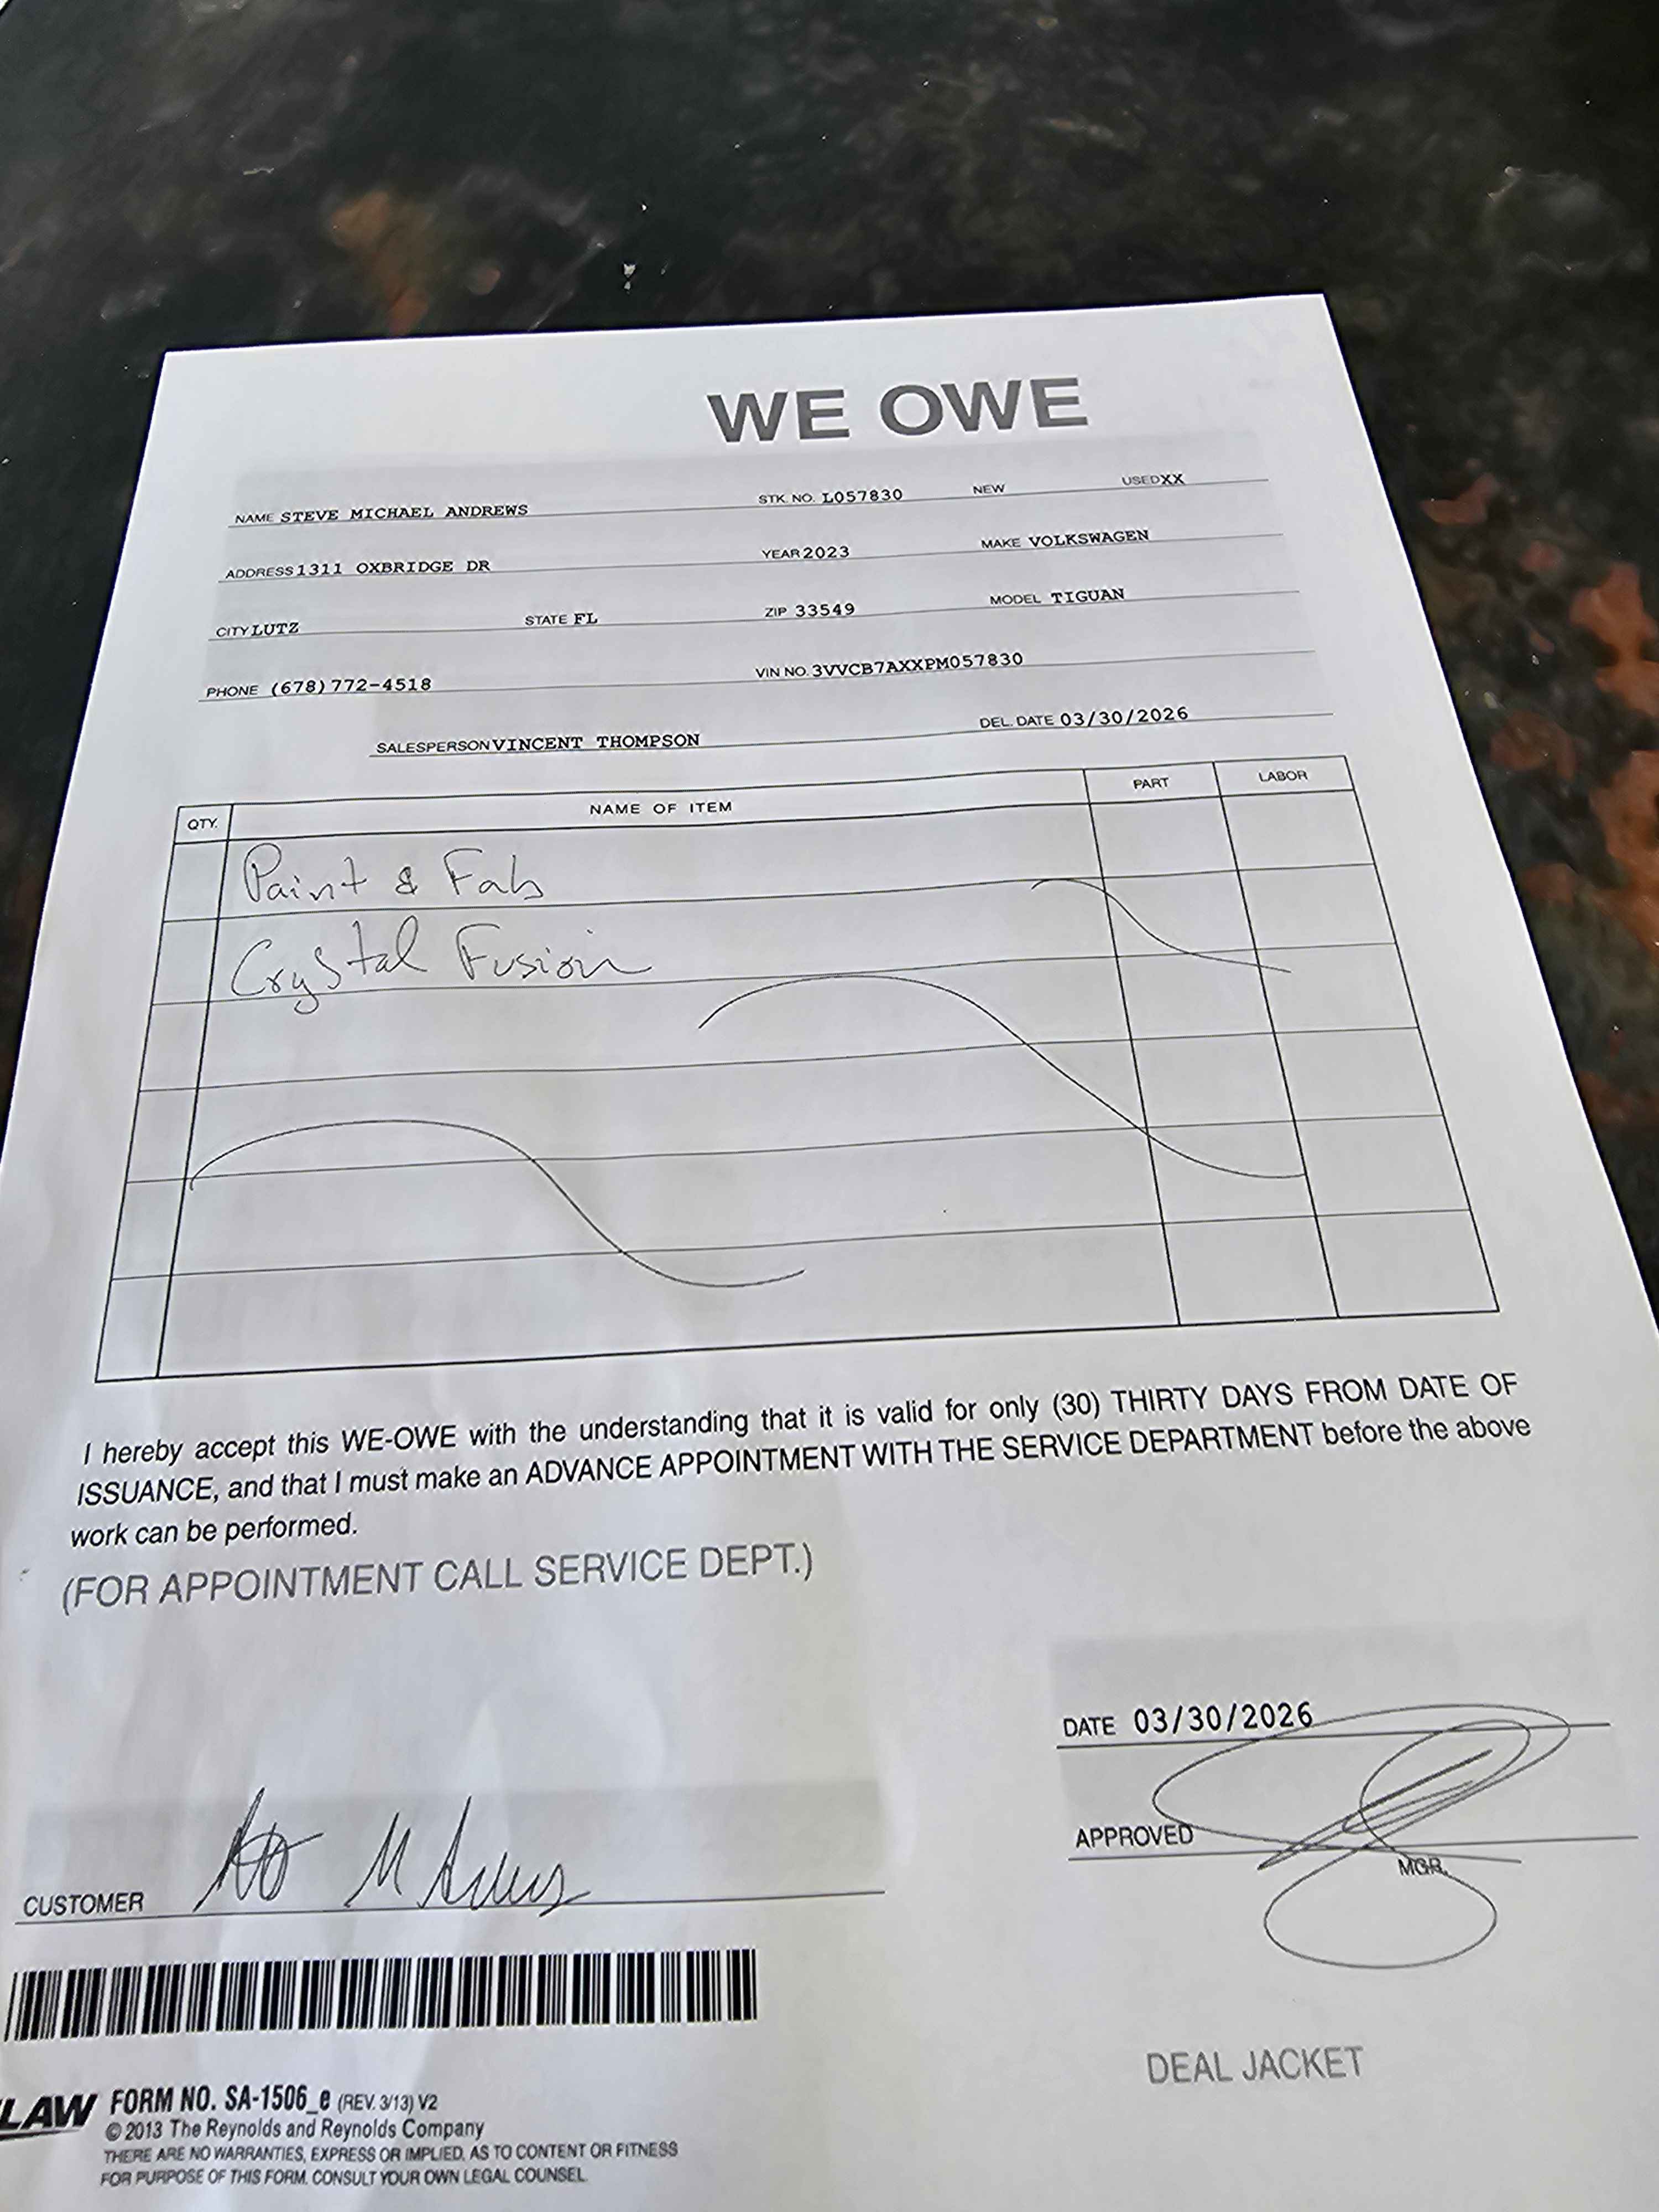 WE OWE
NAME STEVE MICHAEL ANDREWS STK. NO. L057830 NEW USED XX
ADDRESS 1311 OXBRIDGE DR YEAR 2023 MAKE VOLKSWAGEN
CITY LUTZ STATE FL ZIP 33549 MODEL TIGUAN
PHONE (678)772-4518 VIN NO. 3VVCB7AXXPM057830
SALESPERSON VINCENT THOMPSON DEL. DATE 03/30/2026
QTY. NAME OF ITEM PART LABOR
Paint & Fab
Crystal Fusion
I hereby accept this WE-OWE with the understanding that it is valid for only (30) THIRTY DAYS FROM DATE OF
ISSUANCE, and that I must make an ADVANCE APPOINTMENT WITH THE SERVICE DEPARTMENT before the above
work can be performed.
(FOR APPOINTMENT CALL SERVICE DEPT.)
DATE 03/30/2026
APPROVED
MGR.
CUSTOMER
DEAL JACKET
LAW FORM NO. SA-1506_e (REV. 3/13) V2
© 2013 The Reynolds and Reynolds Company
THERE ARE NO WARRANTIES, EXPRESS OR IMPLIED, AS TO CONTENT OR FITNESS
FOR PURPOSE OF THIS FORM. CONSULT YOUR OWN LEGAL COUNSEL.